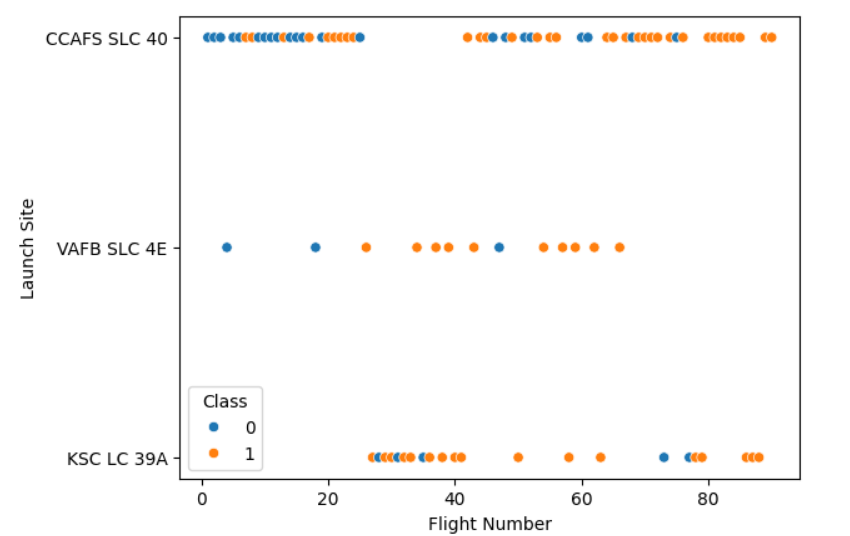 CCAFS SLC 40
VAFB SLC 4E
KSC LC 39A
Launch Site
Class
0
1
0 20 40 60 80
Flight Number